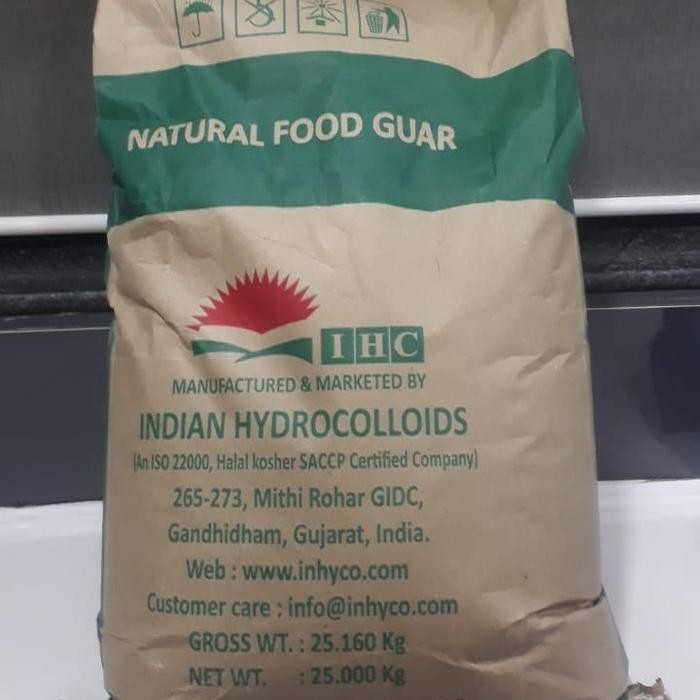 NATURAL FOOD GUAR
IHC
MANUFACTURED & MARKETED BY
INDIAN HYDROCOLLOIDS
(An ISO 22000, Halal kosher SACCP Certified Company)
265-273, Mithi Rohar GIDC,
Gandhidham, Gujarat, India.
Web : www.inhyco.com
Customer care : info@inhyco.com
GROSS WT. : 25.160 Kg
NET WT. : 25.000 Kg